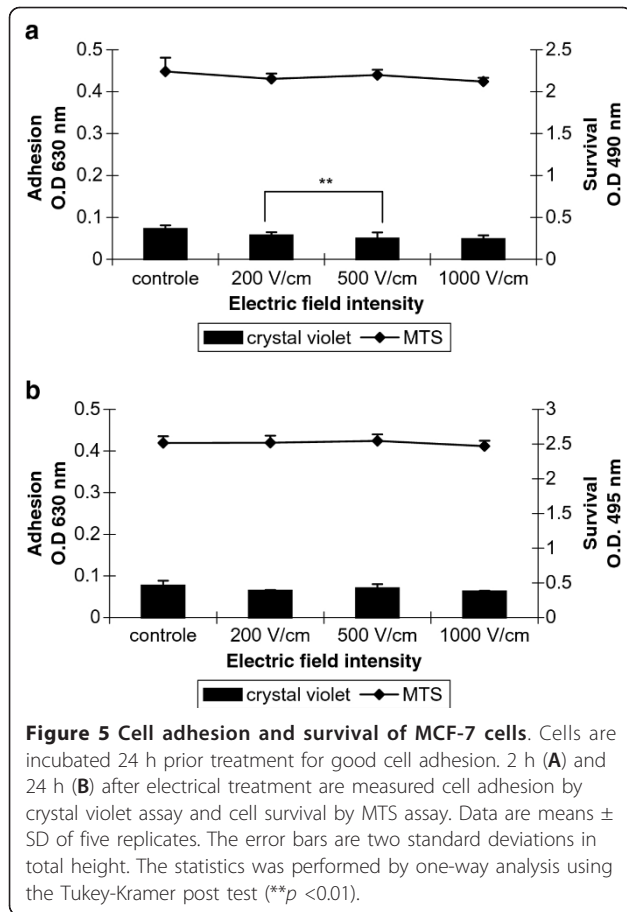 a
0.5
0.4
0.3
0.2
0.1
0
Adhesion
O.D 630 nm
2.5
2
1.5
1
0.5
0
Survival
O.D 490 nm
**
controle 200 V/cm 500 V/cm 1000 V/cm
Electric field intensity
crystal violet MTS
b
0.5
0.4
0.3
0.2
0.1
0
Adhesion
O.D 630 nm
3
2.5
2
1.5
1
0.5
0
Survival
O.D. 495 nm
controle 200 V/cm 500 V/cm 1000 V/cm
Electric field intensity
crystal violet MTS
Figure 5 Cell adhesion and survival of MCF-7 cells. Cells are
incubated 24 h prior treatment for good cell adhesion. 2 h (A) and
24 h (B) after electrical treatment are measured cell adhesion by
crystal violet assay and cell survival by MTS assay. Data are means ±
SD of five replicates. The error bars are two standard deviations in
total height. The statistics was performed by one-way analysis using
the Tukey-Kramer post test (**p <0.01).